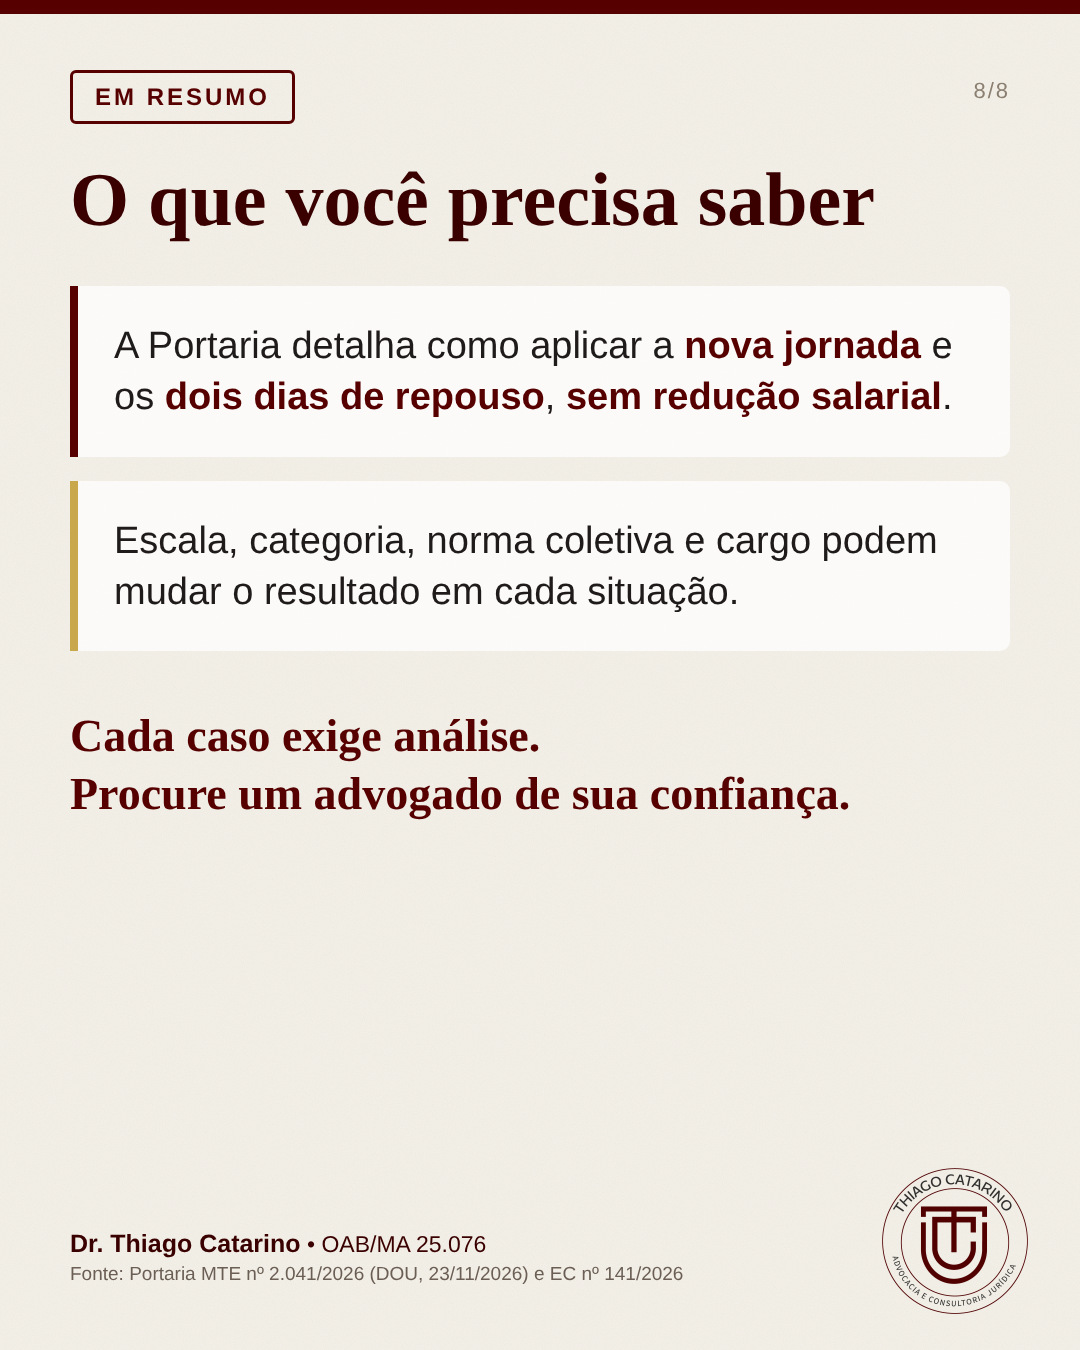 EM RESUMO
8/8
O que você precisa saber
A Portaria detalha como aplicar a nova jornada e
os dois dias de repouso, sem redução salarial.
Escala, categoria, norma coletiva e cargo podem
mudar o resultado em cada situação.
Cada caso exige análise.
Procure um advogado de sua confiança.
Dr. Thiago Catarino • OAB/MA 25.076
Fonte: Portaria MTE nº 2.041/2026 (DOU, 23/11/2026) e EC nº 141/2026
THIAGO CATARINO
ADVOCACIA E CONSULTORIA JURÍDICA